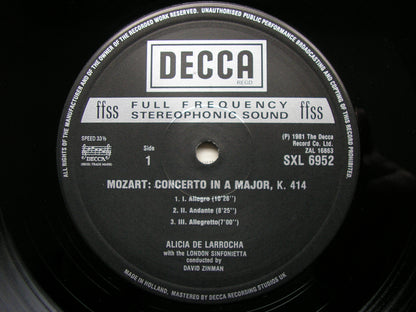 ALL RIGHTS OF THE MANUFACTURER AND OF THE OWNER OF THE RECORDED WORK RESERVED. UNAUTHORISED PUBLIC PERFORMANCE BROADCASTING AND COPYING OF THIS RECORD PROHIBITED.
DECCA
REGD
ffss FULL FREQUENCY STEREOPHONIC SOUND ffss
SPEED 33⅓
DECCA
Side
1
(P) 1981 The Decca
Record Co. Ltd.
ZAL 16863
SXL 6952
MOZART: CONCERTO IN A MAJOR, K. 414
1. I. Allegro (10'26'')
2. II. Andante (8'25'')
3. III. Allegretto(7'00'')
ALICIA DE LARROCHA
with the LONDON SINFONIETTA
conducted by
DAVID ZINMAN
MADE IN HOLLAND. MASTERED BY DECCA RECORDING STUDIOS UK